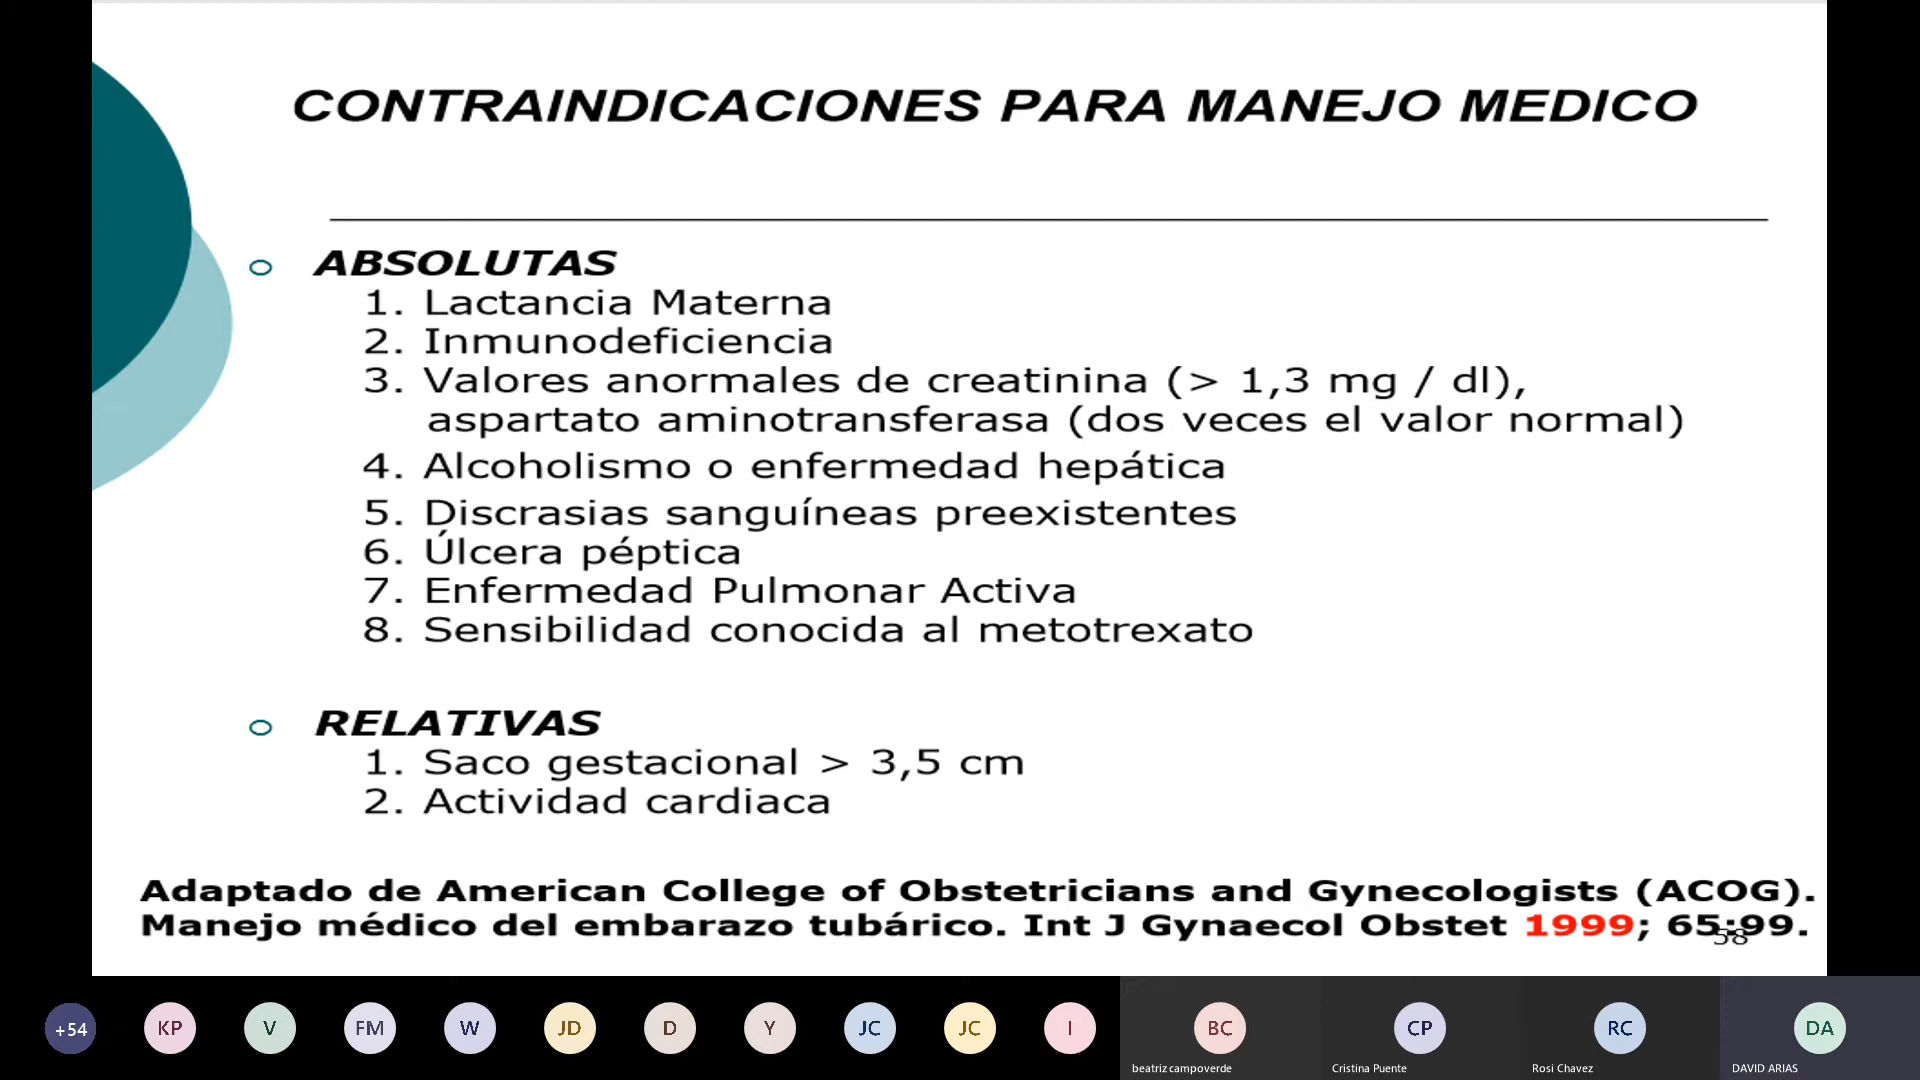 CONTRAINDICACIONES PARA MANEJO MEDICO
ABSOLUTAS
1. Lactancia Materna
2. Inmunodeficiencia
3. Valores anormales de creatinina (> 1,3 mg / dl),
aspartato aminotransferasa (dos veces el valor normal)
4. Alcoholismo o enfermedad hepática
5. Discrasias sanguíneas preexistentes
6. Úlcera péptica
7. Enfermedad Pulmonar Activa
8. Sensibilidad conocida al metotrexato
RELATIVAS
1. Saco gestacional > 3,5 cm
2. Actividad cardiaca
Adaptado de American College of Obstetricians and Gynecologists (ACOG).
Manejo médico del embarazo tubárico. Int J Gynaecol Obstet 1999; 65:99.
58
+54 KP V FM W JD D Y JC JC I BC CP RC DA
beatriz campoverde Cristina Puente Rosi Chavez DAVID ARIAS